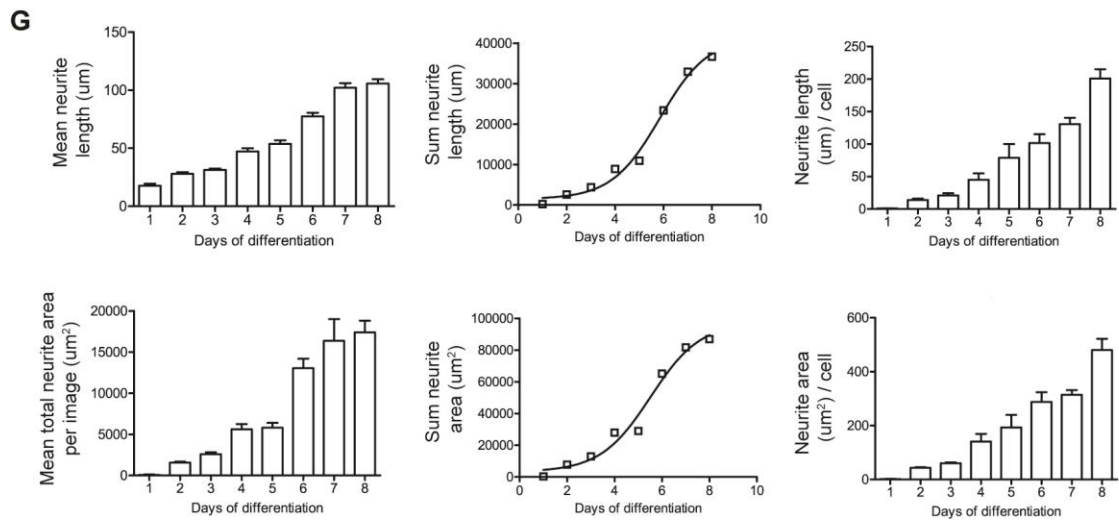 G
Mean neurite
length (um)
150
100
50
0
1 2 3 4 5 6 7 8
Days of differentiation
Sum neurite
length (um)
40000
30000
20000
10000
0
0 2 4 6 8 10
Days of differentiation
Neurite length
(um) / cell
250
200
150
100
50
0
1 2 3 4 5 6 7 8
Days of differentiation
Mean total neurite area
per image (um²)
20000
15000
10000
5000
0
1 2 3 4 5 6 7 8
Days of differentiation
Sum neurite
area (um²)
100000
80000
60000
40000
20000
0
0 2 4 6 8 10
Days of differentiation
Neurite area
(um²) / cell
600
400
200
0
1 2 3 4 5 6 7 8
Days of differentiation